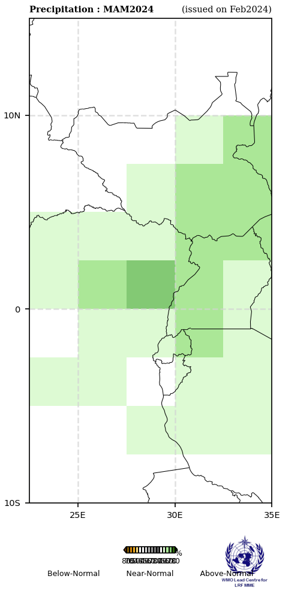 Precipitation : MAM2024 (issued on Feb2024)
10N
0
10S
25E 30E 35E
%
Below-Normal Near-Normal Above-Normal
WMO Lead Centre for
LRF MME